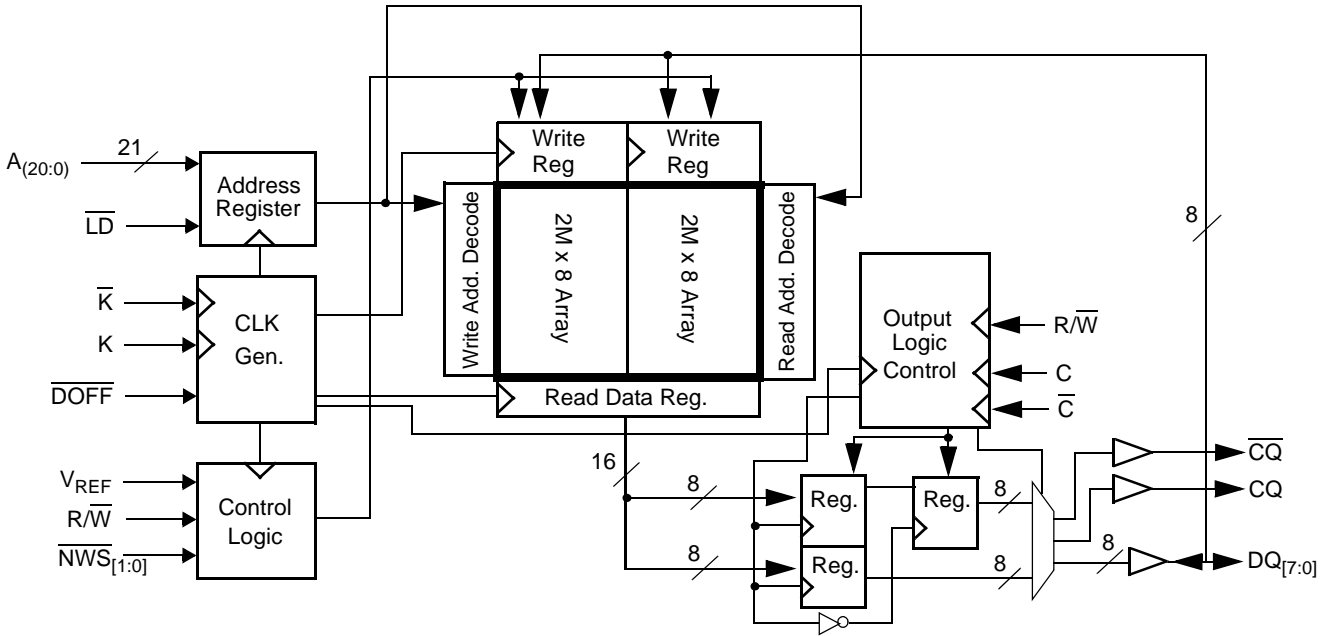 A(20:0)
21
LD
K
K
DOFF
VREF
R/W
NWS[1:0]
Address
Register
CLK
Gen.
Control
Logic
Write
Reg
Write
Reg
Write Add. Decode
2M x 8 Array
2M x 8 Array
Read Add. Decode
Read Data Reg.
16
8
8
Output
Logic
Control
R/W
C
C
8
Reg.
Reg.
Reg.
8
8
8
CQ
CQ
DQ[7:0]